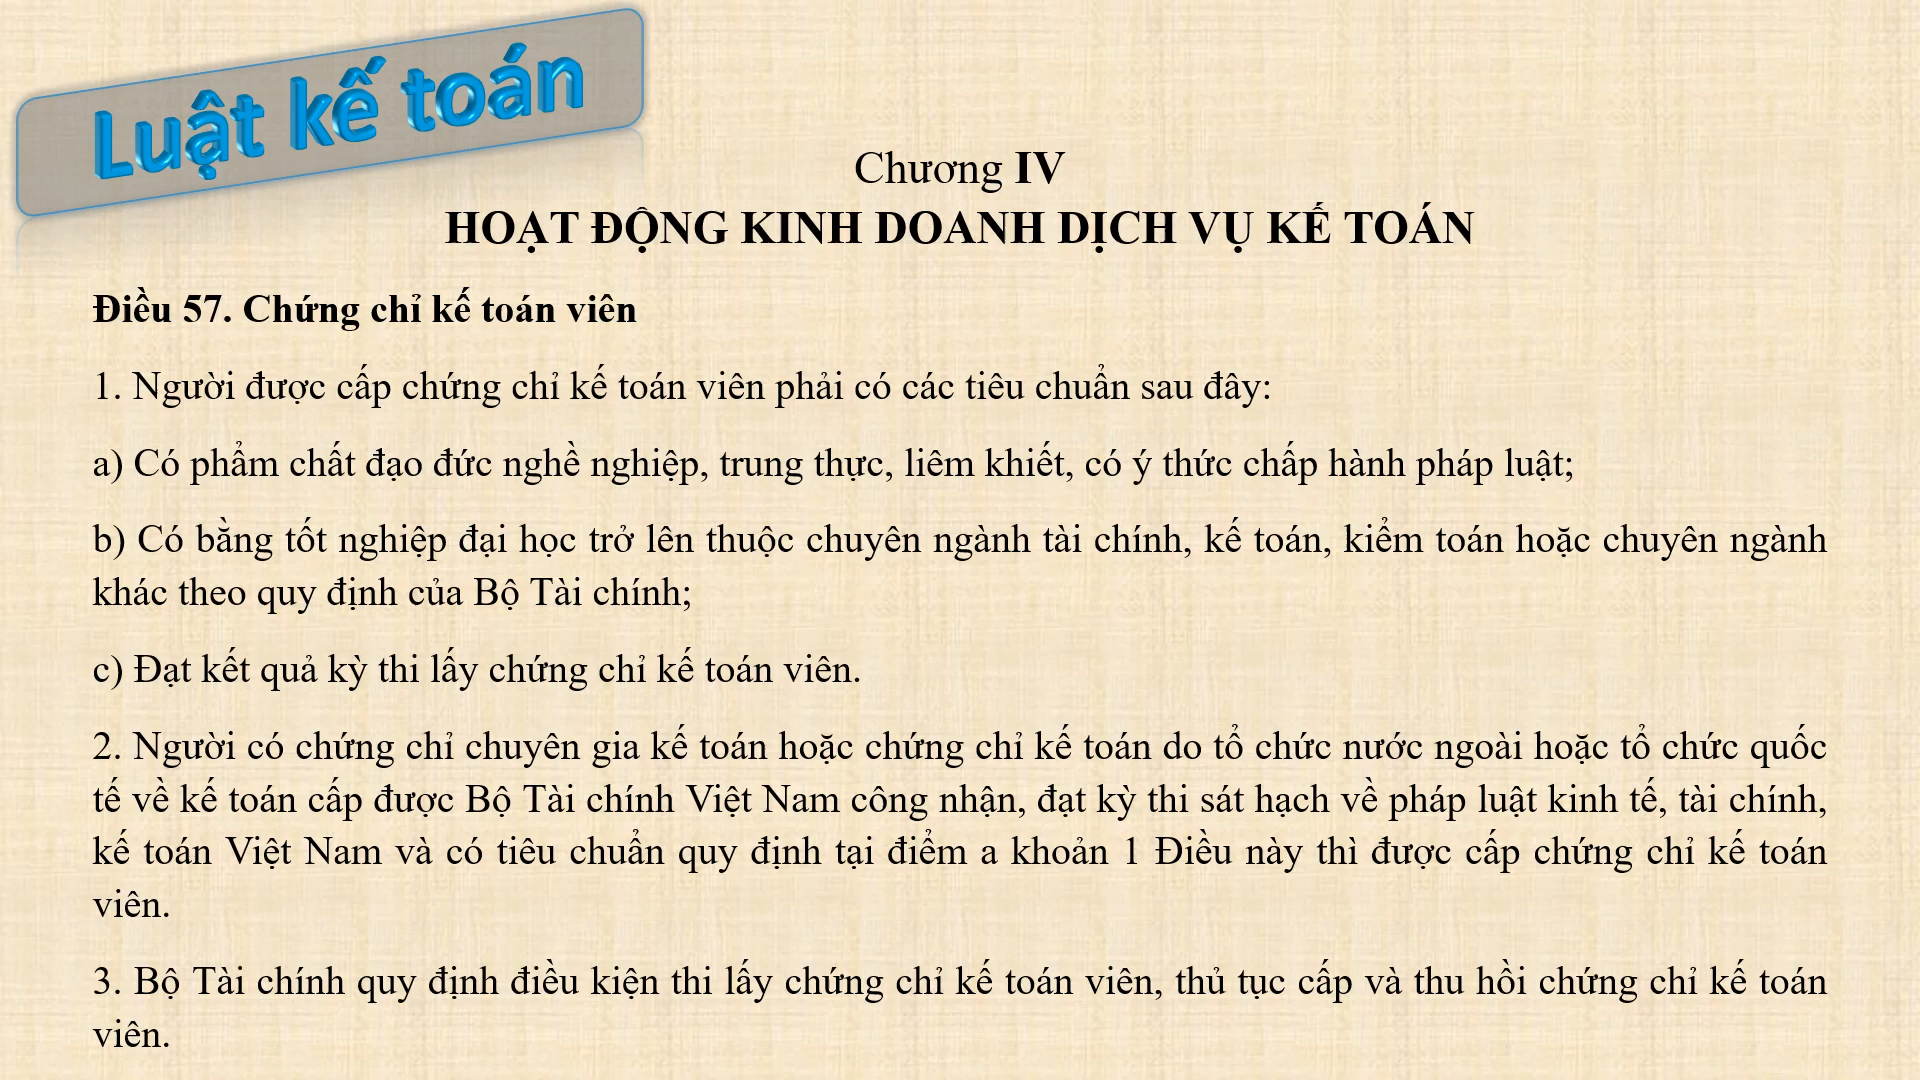 Luật kế toán
Chương IV
HOẠT ĐỘNG KINH DOANH DỊCH VỤ KẾ TOÁN
Điều 57. Chứng chỉ kế toán viên
1. Người được cấp chứng chỉ kế toán viên phải có các tiêu chuẩn sau đây:
a) Có phẩm chất đạo đức nghề nghiệp, trung thực, liêm khiết, có ý thức chấp hành pháp luật;
b) Có bằng tốt nghiệp đại học trở lên thuộc chuyên ngành tài chính, kế toán, kiểm toán hoặc chuyên ngành
khác theo quy định của Bộ Tài chính;
c) Đạt kết quả kỳ thi lấy chứng chỉ kế toán viên.
2. Người có chứng chỉ chuyên gia kế toán hoặc chứng chỉ kế toán do tổ chức nước ngoài hoặc tổ chức quốc
tế về kế toán cấp được Bộ Tài chính Việt Nam công nhận, đạt kỳ thi sát hạch về pháp luật kinh tế, tài chính,
kế toán Việt Nam và có tiêu chuẩn quy định tại điểm a khoản 1 Điều này thì được cấp chứng chỉ kế toán
viên.
3. Bộ Tài chính quy định điều kiện thi lấy chứng chỉ kế toán viên, thủ tục cấp và thu hồi chứng chỉ kế toán
viên.